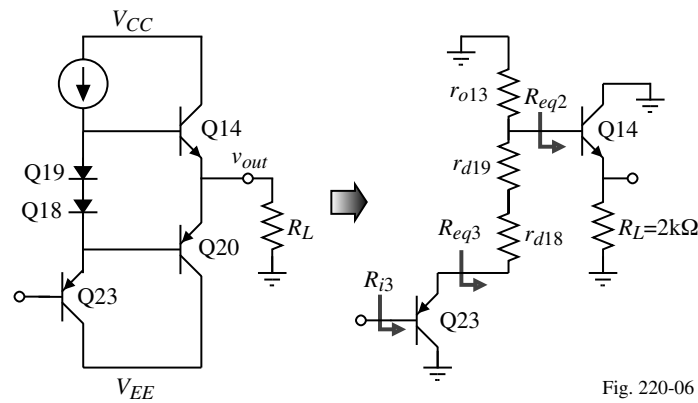 VCC
Q14
Q19
Q18
vout
RL
Q20
Q23
VEE
ro13
Req2
Q14
rd19
Req3
rd18
RL=2kΩ
Ri3
Q23
Fig. 220-06